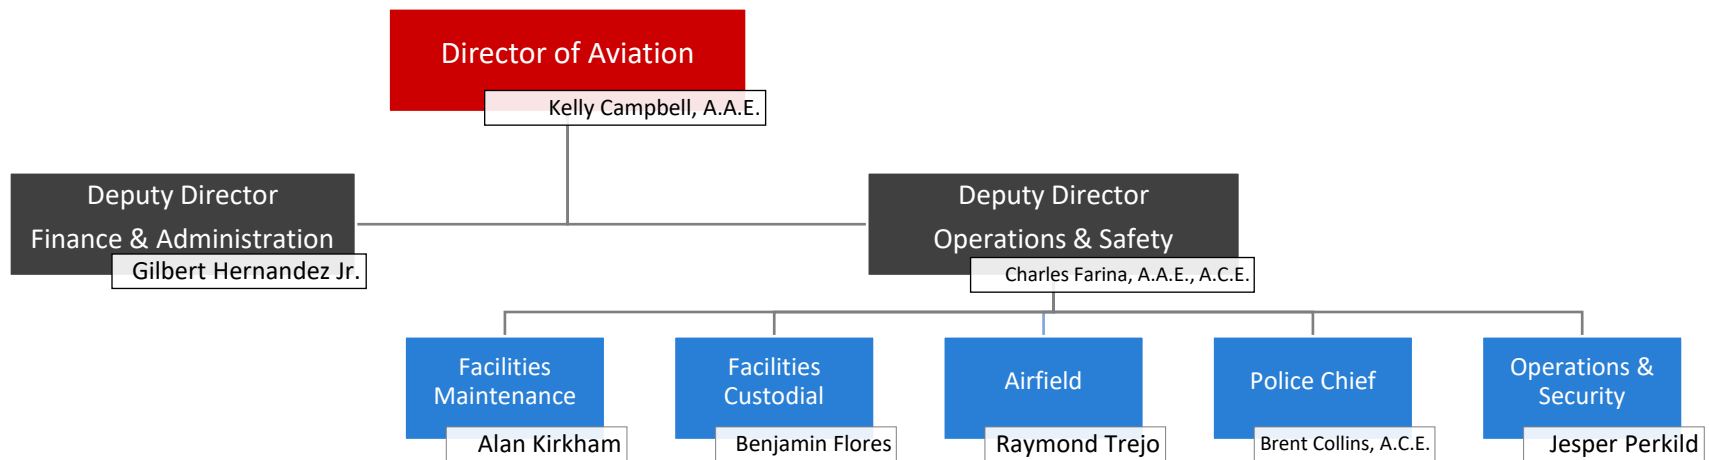 Director of Aviation
Kelly Campbell, A.A.E.
Deputy Director
Finance & Administration
Gilbert Hernandez Jr.
Deputy Director
Operations & Safety
Charles Farina, A.A.E., A.C.E.
Facilities
Maintenance
Alan Kirkham
Facilities
Custodial
Benjamin Flores
Airfield
Raymond Trejo
Police Chief
Brent Collins, A.C.E.
Operations &
Security
Jesper Perkild